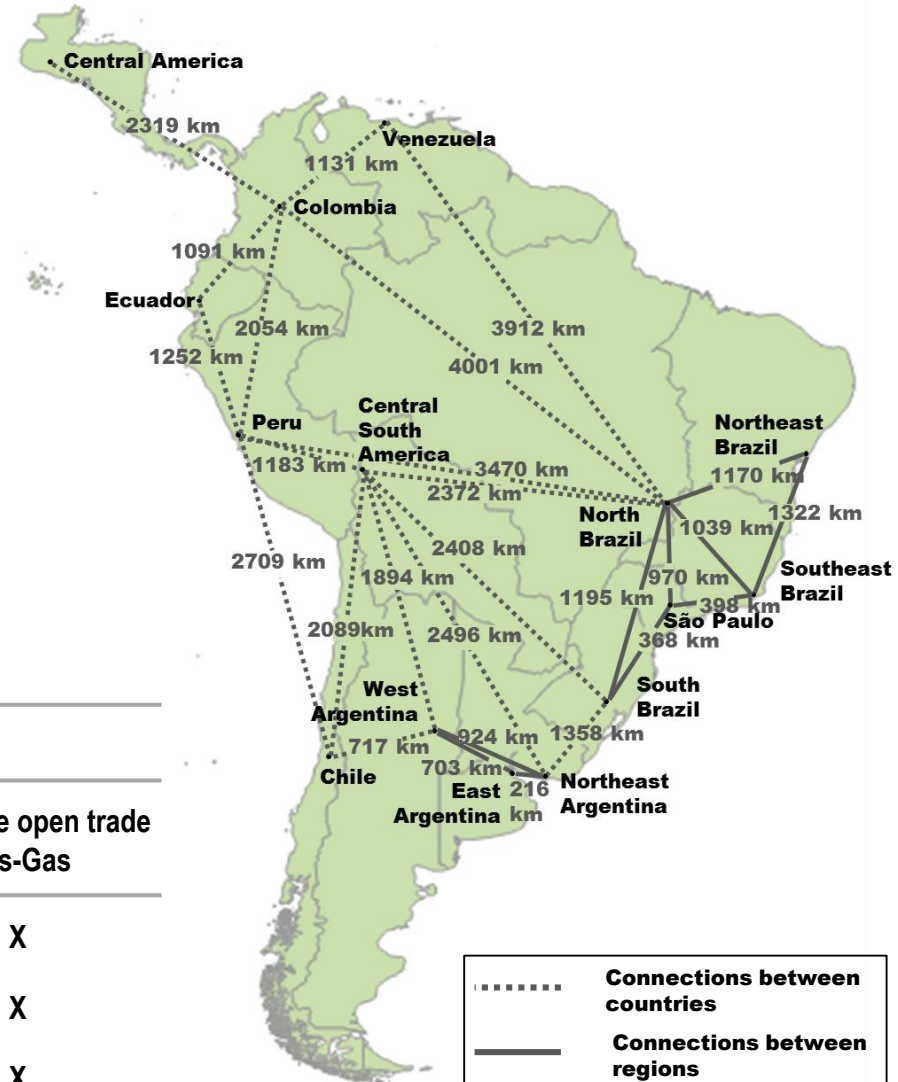 Central America
2319 km
Venezuela
1131 km
Colombia
1091 km
Ecuador
2054 km
3912 km
1252 km
4001 km
Peru
Central
South
America
Northeast
Brazil
1183 km
3470 km
1170 km
2372 km
North
Brazil
1039 km
1322 km
2408 km
2709 km
1894 km
970 km
Southeast
Brazil
1195 km
398 km
São Paulo
368 km
2089km
2496 km
West
Argentina
South
Brazil
924 km
1358 km
717 km
703 km
Chile
East
Argentina
216
km
Northeast
Argentina
e open trade
s-Gas
X
X
X
Connections between
countries
Connections between
regions